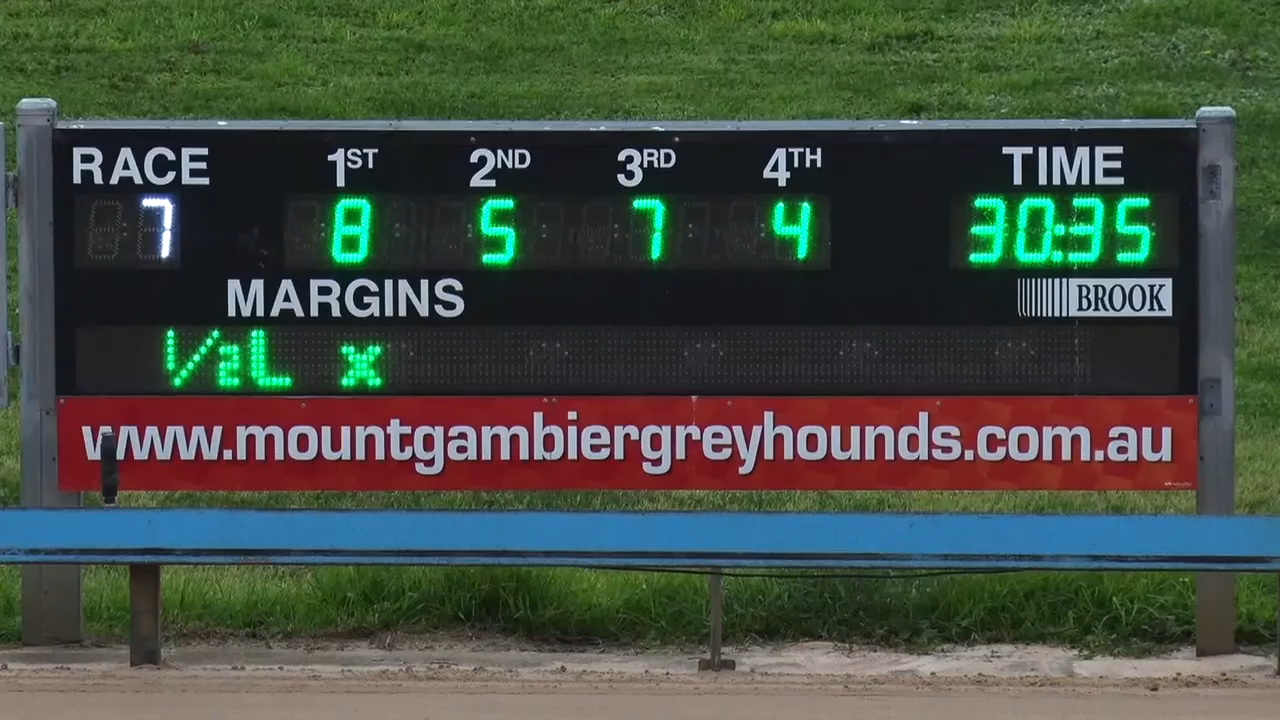 RACE 1ST 2ND 3RD 4TH TIME
7 8 5 7 4 30:35
MARGINS BROOK
1/2L x
www.mountgambiergreyhounds.com.au